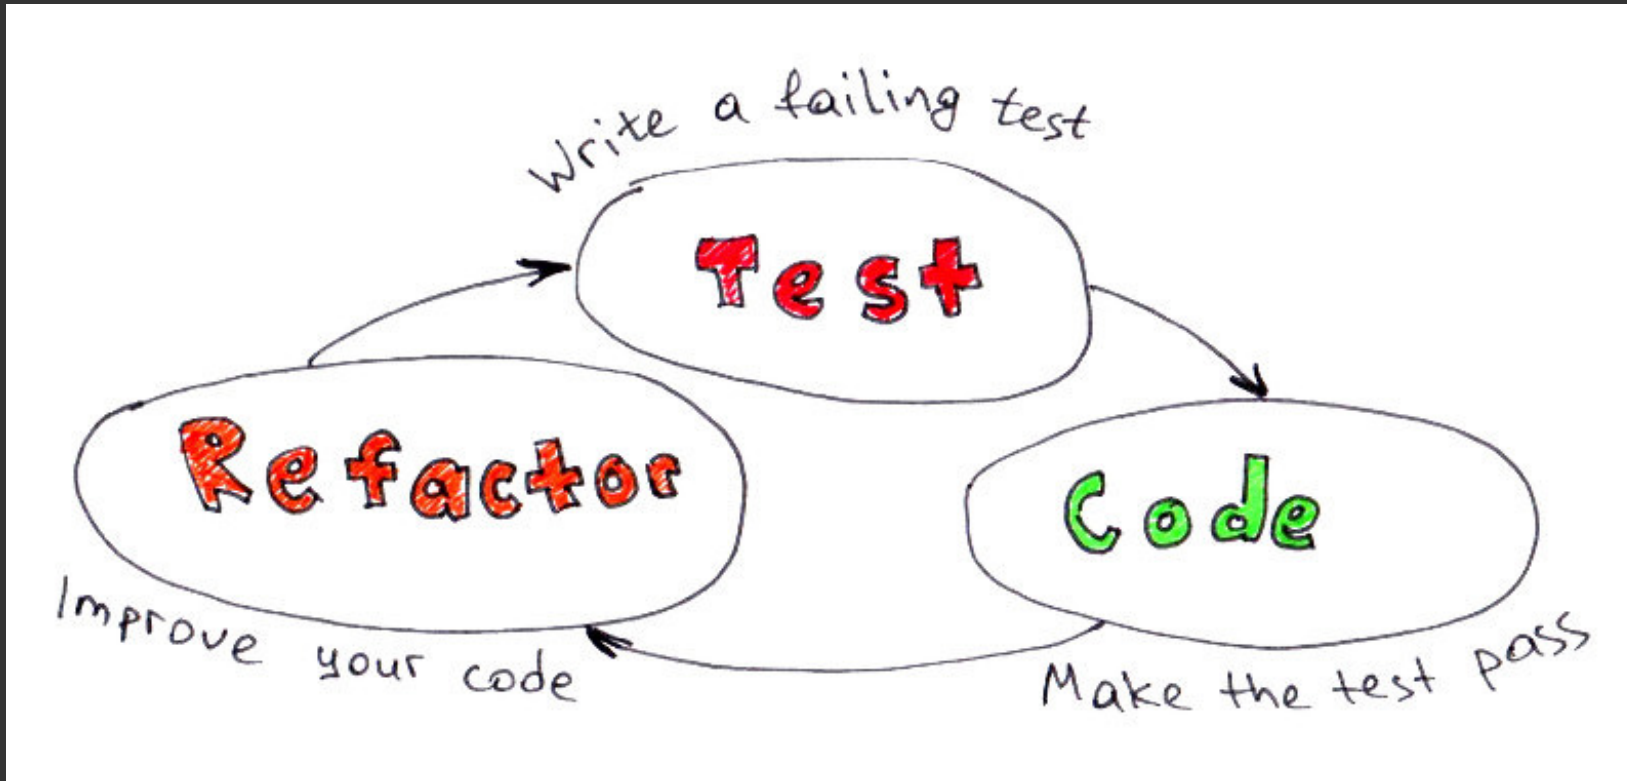 Write a failing test
Test
Refactor
Code
Improve your code
Make the test pass